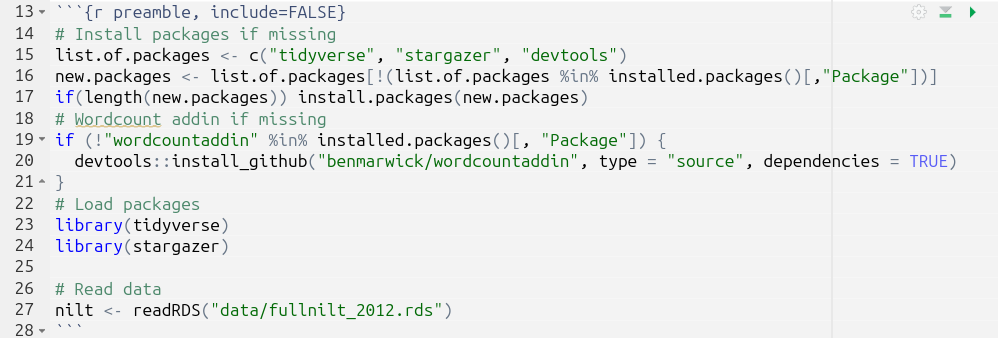 13 ```{r preamble, include=FALSE}
14 # Install packages if missing
15 list.of.packages <- c("tidyverse", "stargazer", "devtools")
16 new.packages <- list.of.packages[!(list.of.packages %in% installed.packages()[,"Package"])]
17 if(length(new.packages)) install.packages(new.packages)
18 # Wordcount addin if missing
19 if (!"wordcountaddin" %in% installed.packages()[, "Package"]) {
20   devtools::install_github("benmarwick/wordcountaddin", type = "source", dependencies = TRUE)
21 }
22 # Load packages
23 library(tidyverse)
24 library(stargazer)
25
26 # Read data
27 nilt <- readRDS("data/fullnilt_2012.rds")
28 ```